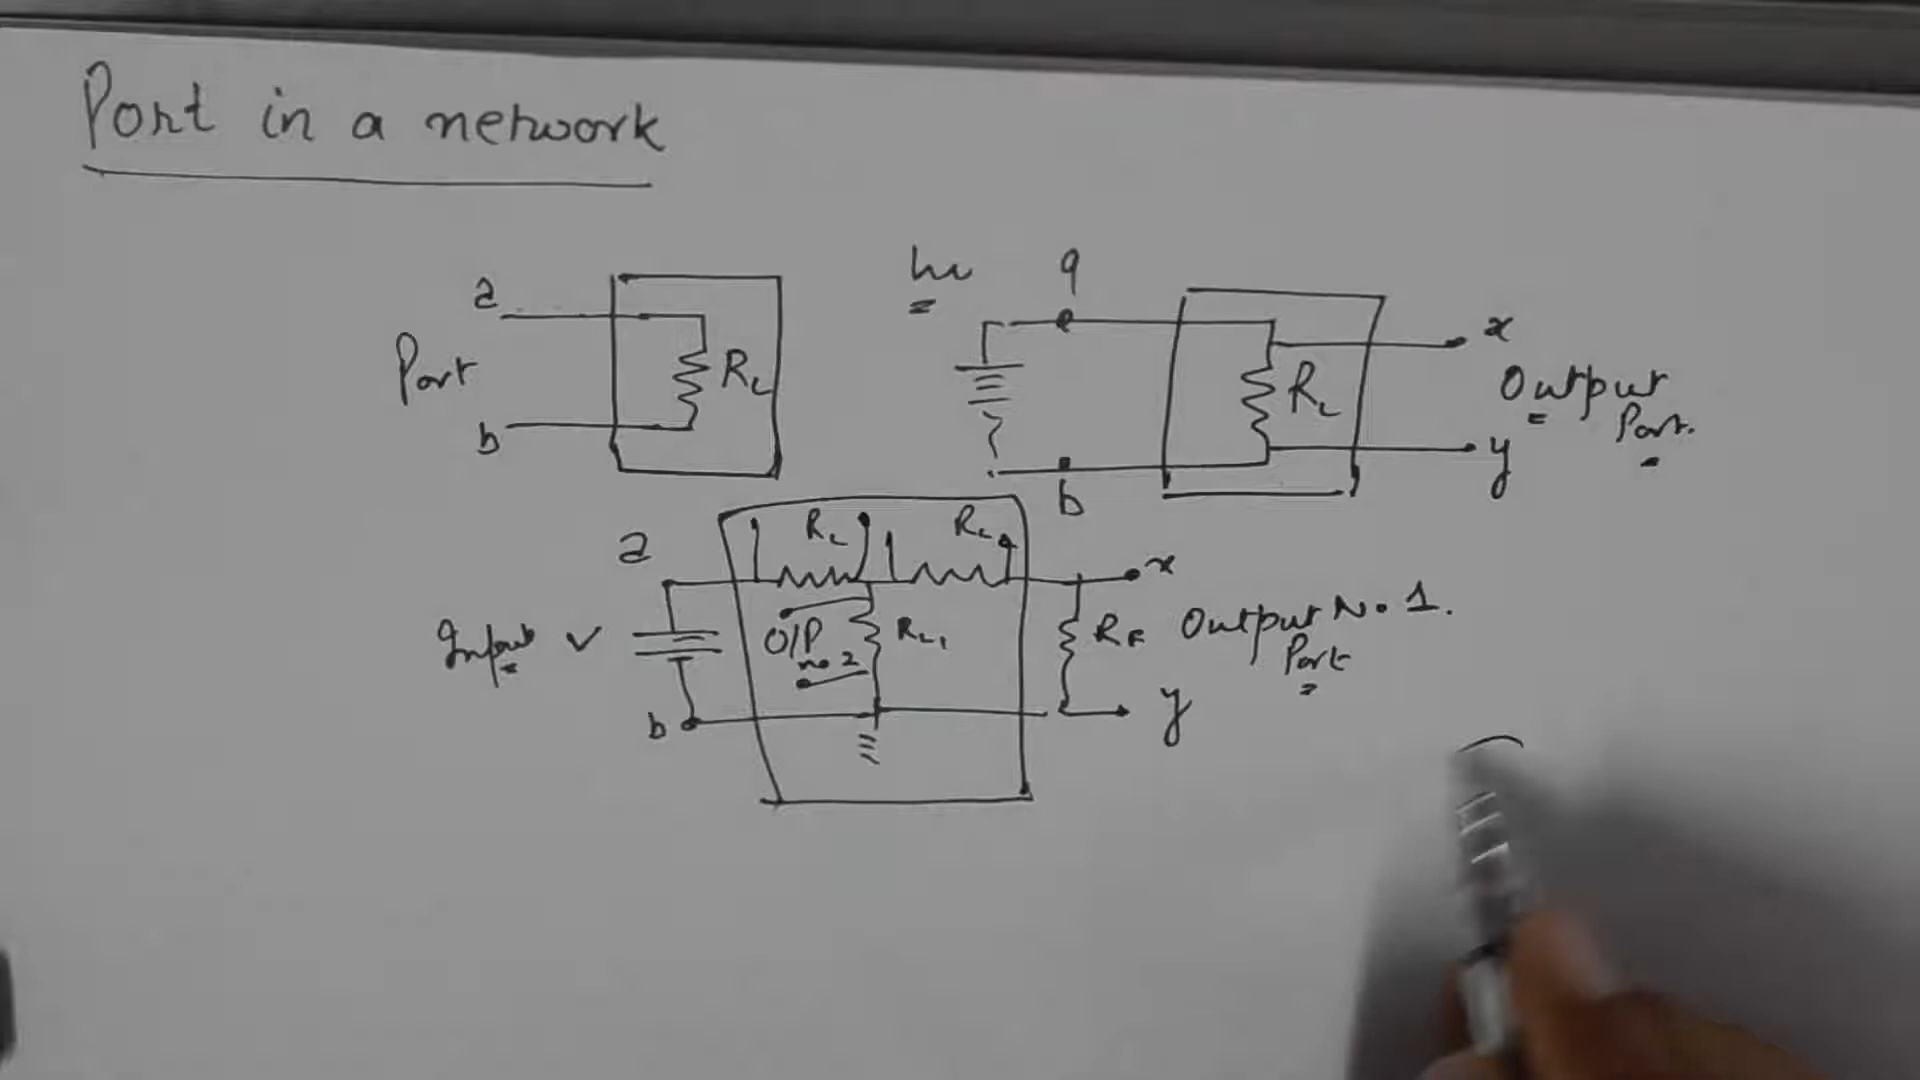 Port in a network
a
Port
b
RL
a
b
RL
x
Output
Port.
y
a
Input V
b
RL
RL
O/P
no 2
RL1
x
RF
Output No 1.
Port
y